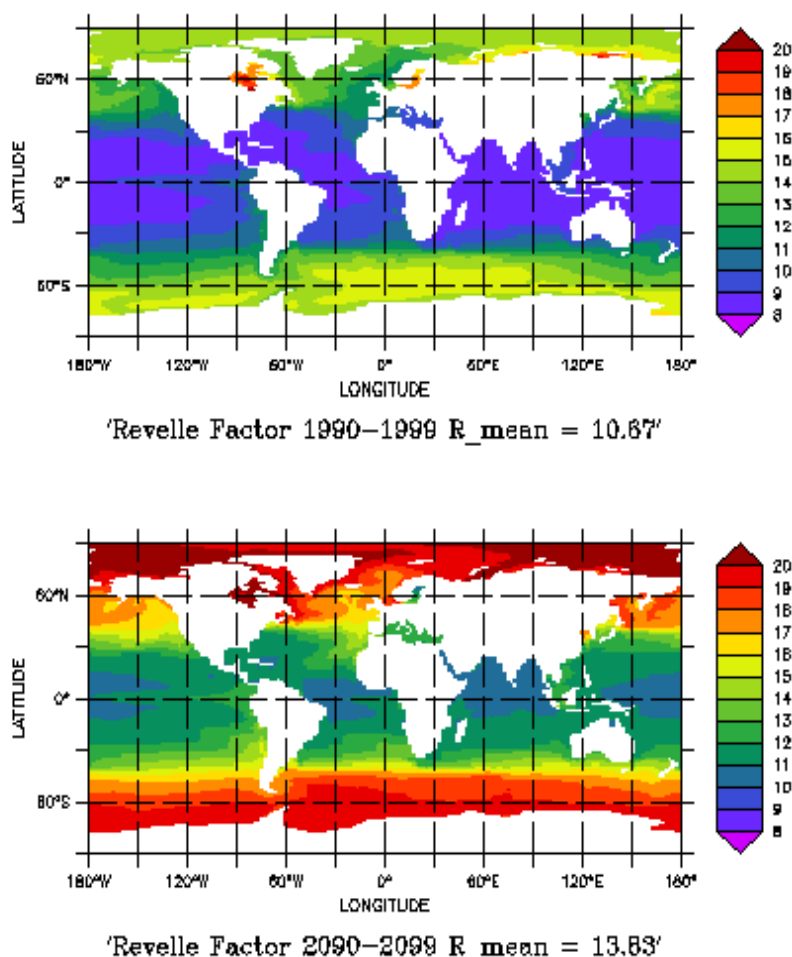 20
19
18
17
16
15
14
13
12
11
10
9
8
60°N
0°
60°S
LATITUDE
180°W 120°W 60°W 0° 60°E 120°E 180°
LONGITUDE
'Revelle Factor 1990−1999 R_mean = 10.67'
20
19
18
17
16
15
14
13
12
11
10
9
8
60°N
0°
60°S
LATITUDE
180°W 120°W 60°W 0° 60°E 120°E 180°
LONGITUDE
'Revelle Factor 2090−2099 R mean = 13.83'